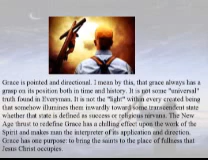 Grace is pointed and directional. I mean by this, that grace always has a
grasp on its position both in time and history. It is not some "universal"
truth found in Everyman. It is not the "light" within every created being
that somehow illumines them inwardly toward some transcendent state
whether that state is defined as success or religious nirvana. The New
Age thrust to redefine Grace has a chilling effect upon the work of the
Spirit and makes man the interpreter of its application and direction.
Grace has one purpose: to bring the saints to the place of fullness that
Jesus Christ occupies.